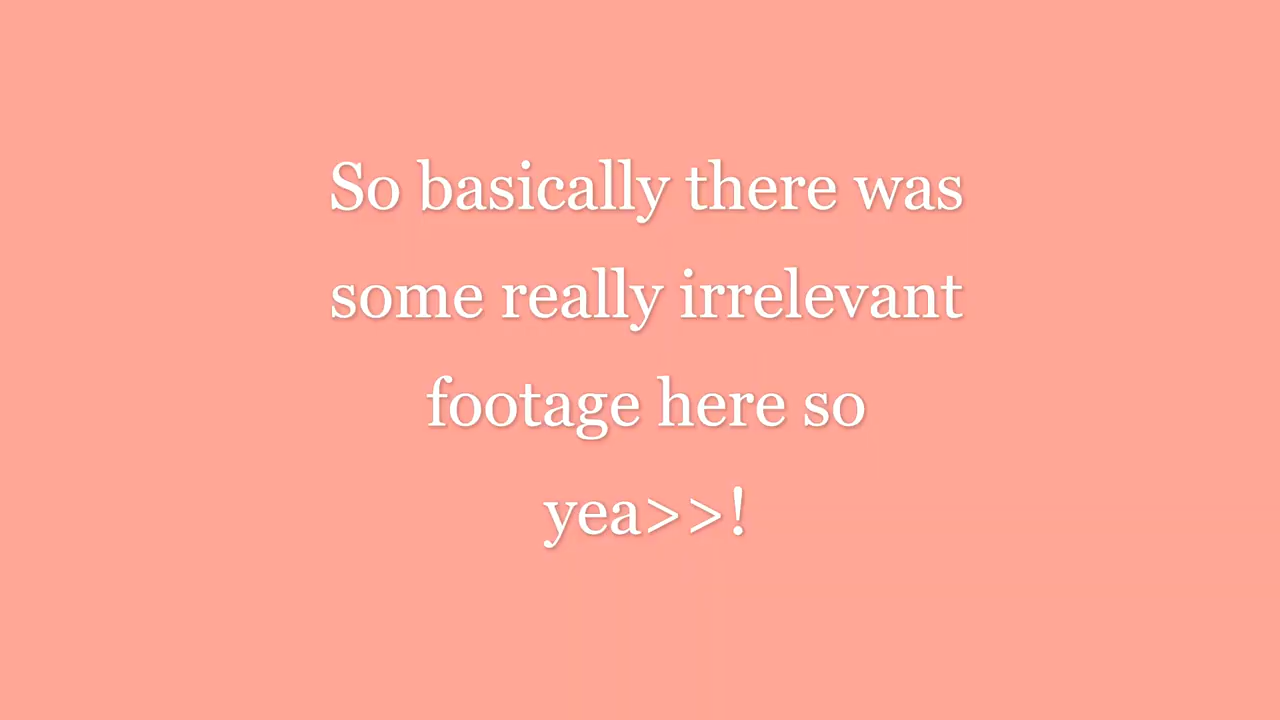 So basically there was
some really irrelevant
footage here so
yea>>!